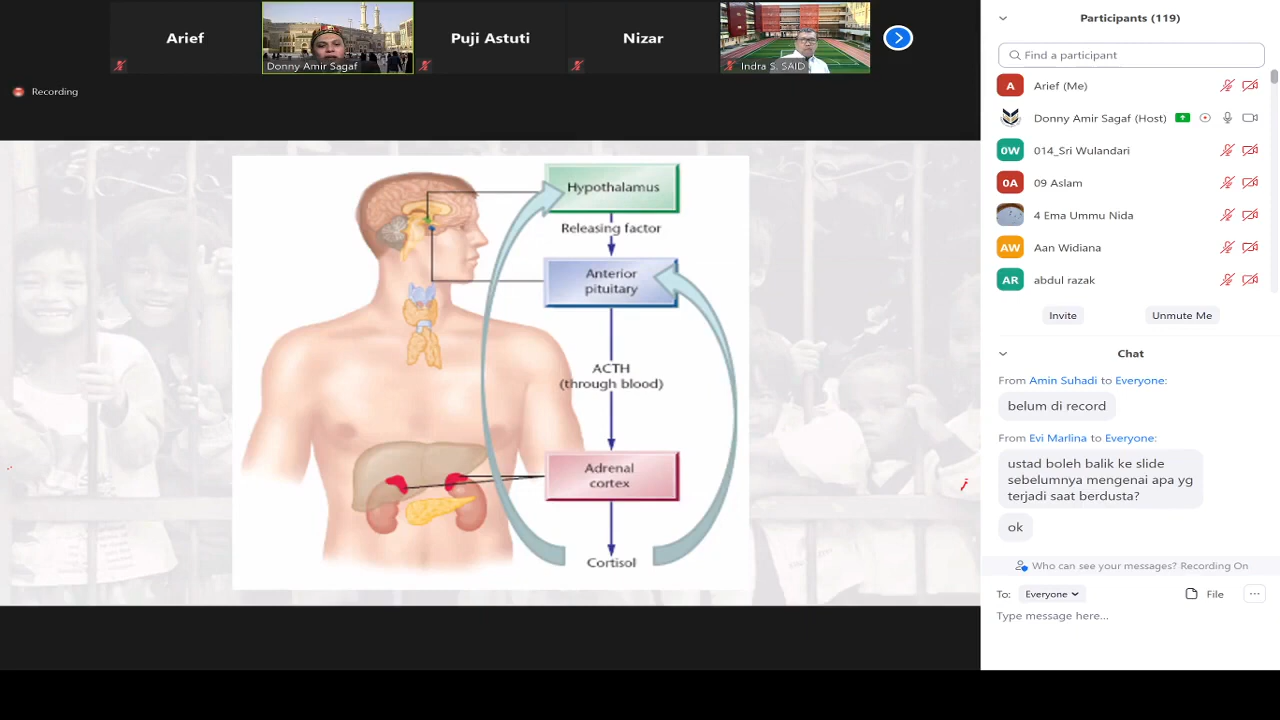 Arief
Donny Amir Sagaf
Puji Astuti
Nizar
Indra S. SAID
Recording
Hypothalamus
Releasing factor
Anterior
pituitary
ACTH
(through blood)
Adrenal
cortex
Cortisol
Participants (119)
Find a participant
A Arief (Me)
Donny Amir Sagaf (Host)
0W 014_Sri Wulandari
0A 09 Aslam
4 Ema Ummu Nida
AW Aan Widiana
AR abdul razak
Invite Unmute Me
Chat
From Amin Suhadi to Everyone:
belum di record
From Evi Marlina to Everyone:
ustad boleh balik ke slide
sebelumnya mengenai apa yg
terjadi saat berdusta?
ok
Who can see your messages? Recording On
To: Everyone File
Type message here...